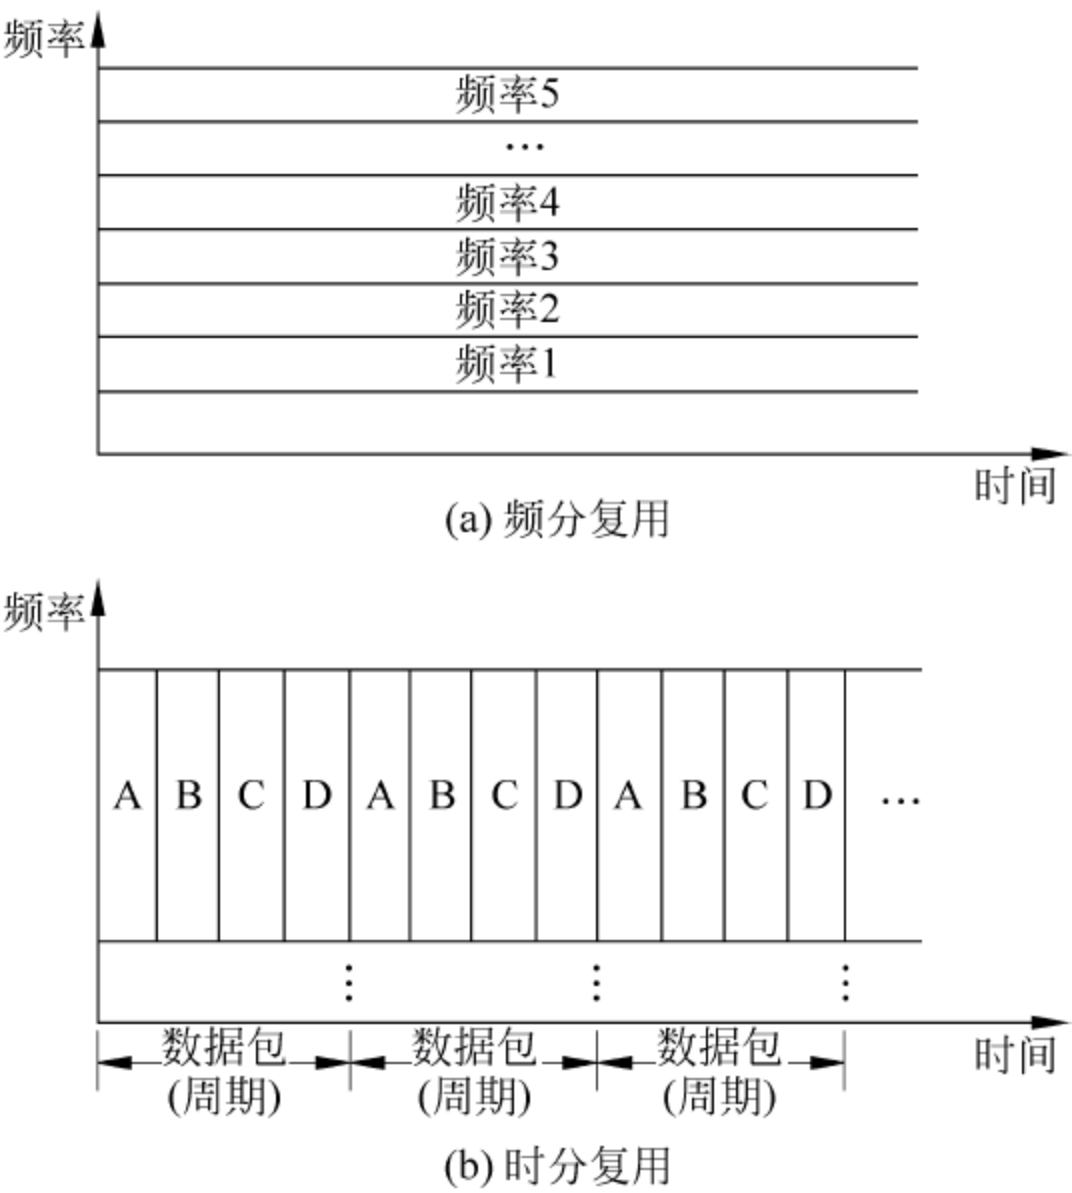 频率
频率5
…
频率4
频率3
频率2
频率1
时间
(a) 频分复用
频率
A B C D A B C D A B C D …
数据包 数据包 数据包
(周期) (周期) (周期)
时间
(b) 时分复用